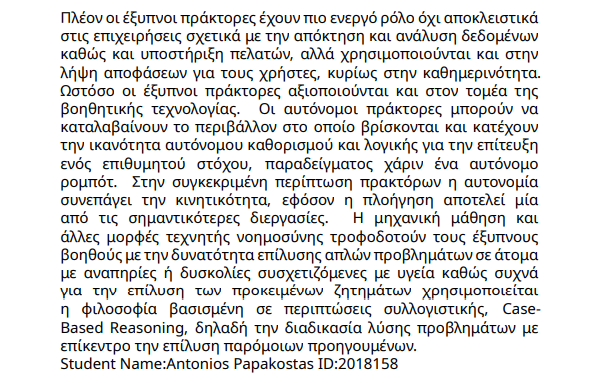 Πλέον οι έξυπνοι πράκτορες έχουν πιο ενεργό ρόλο όχι αποκλειστικά
στις επιχειρήσεις σχετικά με την απόκτηση και ανάλυση δεδομένων
καθώς και υποστήριξη πελατών, αλλά χρησιμοποιούνται και στην
λήψη αποφάσεων για τους χρήστες, κυρίως στην καθημερινότητα.
Ωστόσο οι έξυπνοι πράκτορες αξιοποιούνται και στον τομέα της
βοηθητικής τεχνολογίας. Οι αυτόνομοι πράκτορες μπορούν να
καταλαβαίνουν το περιβάλλον στο οποίο βρίσκονται και κατέχουν
την ικανότητα αυτόνομου καθορισμού και λογικής για την επίτευξη
ενός επιθυμητού στόχου, παραδείγματος χάριν ένα αυτόνομο
ρομπότ. Στην συγκεκριμένη περίπτωση πρακτόρων η αυτονομία
συνεπάγει την κινητικότητα, εφόσον η πλοήγηση αποτελεί μία
από τις σημαντικότερες διεργασίες. Η μηχανική μάθηση και
άλλες μορφές τεχνητής νοημοσύνης τροφοδοτούν τους έξυπνους
βοηθούς με την δυνατότητα επίλυσης απλών προβλημάτων σε άτομα
με αναπηρίες ή δυσκολίες συσχετιζόμενες με υγεία καθώς συχνά
για την επίλυση των προκειμένων ζητημάτων χρησιμοποιείται
η φιλοσοφία βασισμένη σε περιπτώσεις συλλογιστικής, Case-
Based Reasoning, δηλαδή την διαδικασία λύσης προβλημάτων με
επίκεντρο την επίλυση παρόμοιων προηγουμένων.
Student Name:Antonios Papakostas ID:2018158